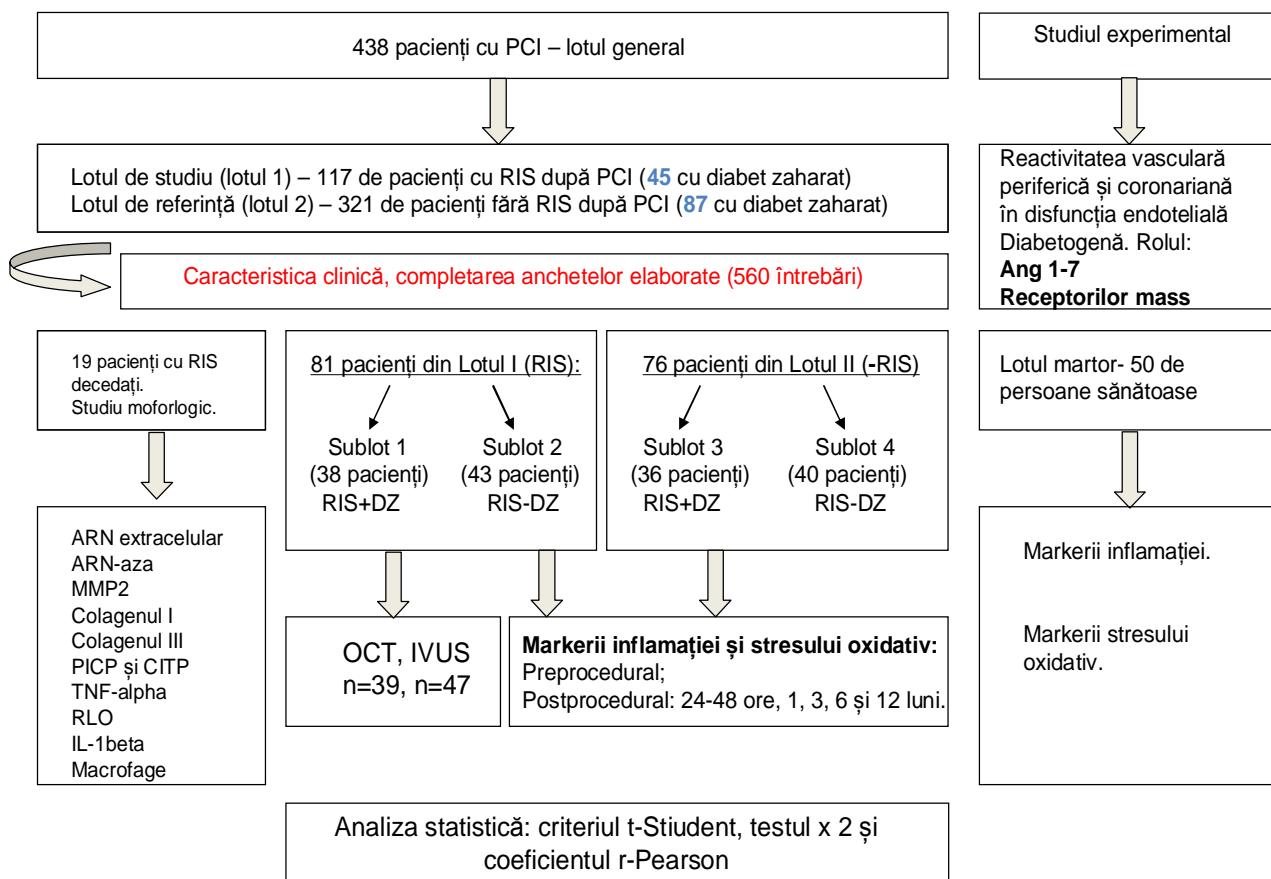 438 pacienți cu PCI – lotul general
Studiul experimental
Lotul de studiu (lotul 1) – 117 de pacienți cu RIS după PCI (45 cu diabet zaharat)
Lotul de referință (lotul 2) – 321 de pacienți fără RIS după PCI (87 cu diabet zaharat)
Reactivitatea vasculară
periferică și coronariană
în disfuncția endotelială
Diabetogenă. Rolul:
Ang 1-7
Receptorilor mass
Caracteristica clinică, completarea anchetelor elaborate (560 întrebări)
19 pacienți cu RIS
decedați.
Studiu moforlogic.
81 pacienți din Lotul I (RIS):
Sublot 1
(38 pacienți)
RIS+DZ
Sublot 2
(43 pacienți)
RIS-DZ
76 pacienți din Lotul II (-RIS)
Sublot 3
(36 pacienți)
RIS+DZ
Sublot 4
(40 pacienți)
RIS-DZ
Lotul martor- 50 de
persoane sănătoase
ARN extracelular
ARN-aza
MMP2
Colagenul I
Colagenul III
PICP și CITP
TNF-alpha
RLO
IL-1beta
Macrofage
OCT, IVUS
n=39, n=47
Markerii inflamației și stresului oxidativ:
Preprocedural;
Postprocedural: 24-48 ore, 1, 3, 6 și 12 luni.
Markerii inflamației.
Markerii stresului
oxidativ.
Analiza statistică: criteriul t-Stiudent, testul x 2 și
coeficientul r-Pearson